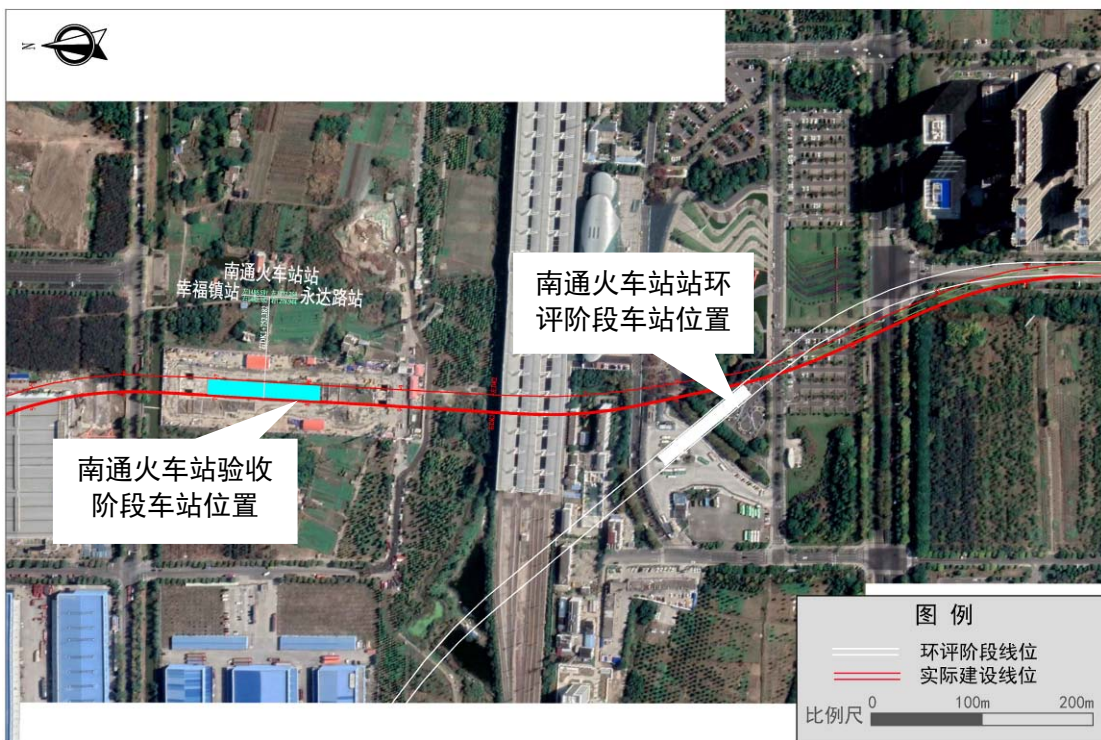 N
南通火车站站
幸福镇站
永达路站
南通火车站站环
评阶段车站位置
南通火车站验收
阶段车站位置
图 例
环评阶段线位
实际建设线位
比例尺
0 100m 200m